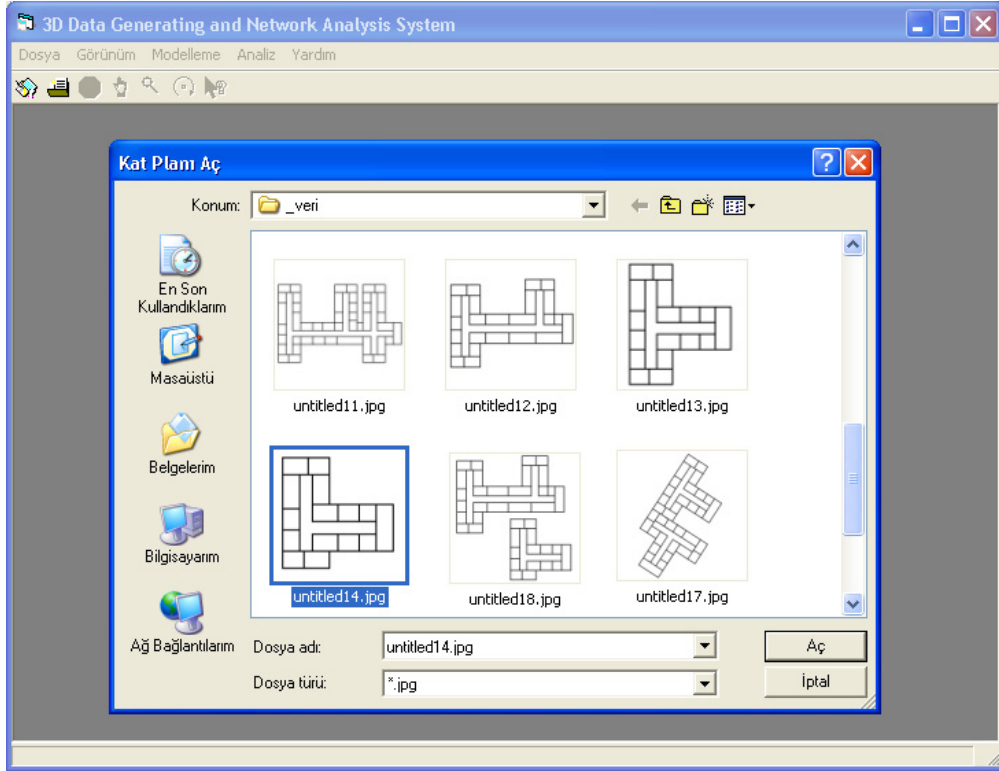 3D Data Generating and Network Analysis System
Dosya Görünüm Modelleme Analiz Yardım
Kat Planı Aç
Konum: _veri
En Son
Kullandıklarım
Masaüstü
Belgelerim
Bilgisayarım
Ağ Bağlantılarım
untitled11.jpg untitled12.jpg untitled13.jpg
untitled14.jpg untitled18.jpg untitled17.jpg
Dosya adı: untitled14.jpg Aç
Dosya türü: *.jpg İptal